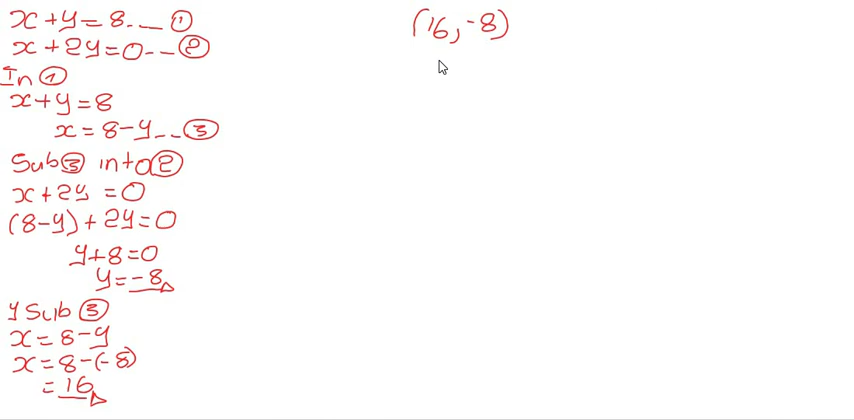 x+y=8.__ ①
x+2y=0-- ②
In ①
x+y=8
x=8-y-- ③
Sub ③ into ②
x+2y=0
(8-y)+2y=0
y+8=0
y=-8
y Sub ③
x=8-y
x=8-(-8)
=16
(16,-8)